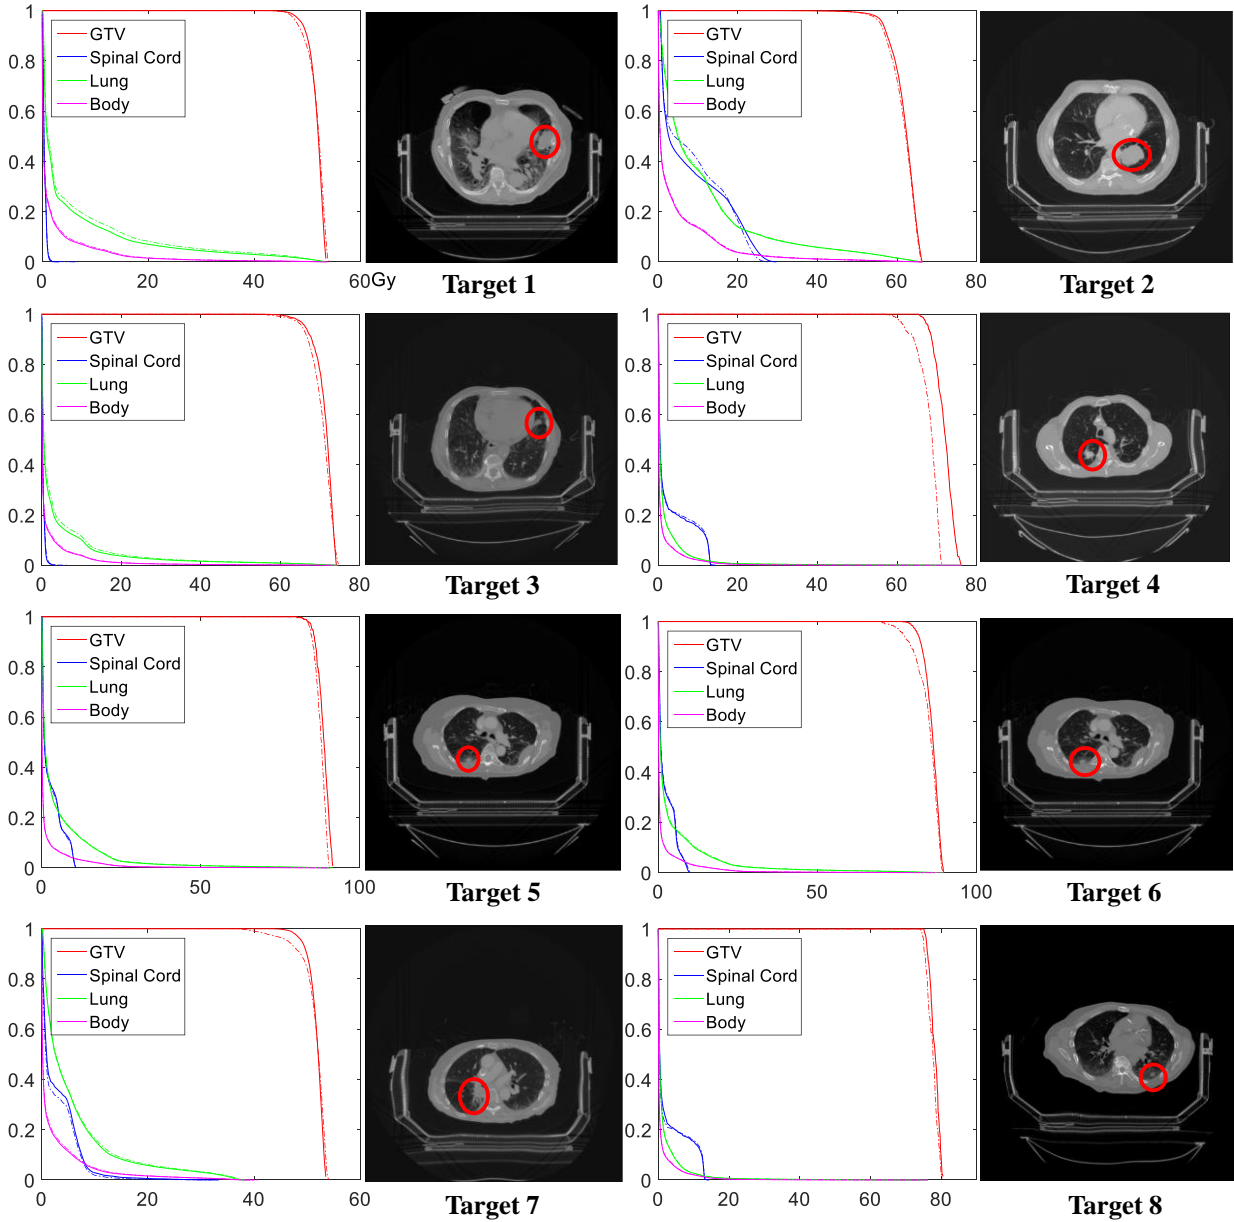 1
0.8
0.6
0.4
0.2
0
GTV
Spinal Cord
Lung
Body
0 20 40 60 Gy
Target 1
1
0.8
0.6
0.4
0.2
0
GTV
Spinal Cord
Lung
Body
0 20 40 60 80
Target 2
1
0.8
0.6
0.4
0.2
0
GTV
Spinal Cord
Lung
Body
0 20 40 60 80
Target 3
1
0.8
0.6
0.4
0.2
0
GTV
Spinal Cord
Lung
Body
0 20 40 60 80
Target 4
1
0.8
0.6
0.4
0.2
0
GTV
Spinal Cord
Lung
Body
0 50 100
Target 5
1
0.8
0.6
0.4
0.2
0
GTV
Spinal Cord
Lung
Body
0 50 100
Target 6
1
0.8
0.6
0.4
0.2
0
GTV
Spinal Cord
Lung
Body
0 20 40 60
Target 7
1
0.8
0.6
0.4
0.2
0
GTV
Spinal Cord
Lung
Body
0 20 40 60 80
Target 8